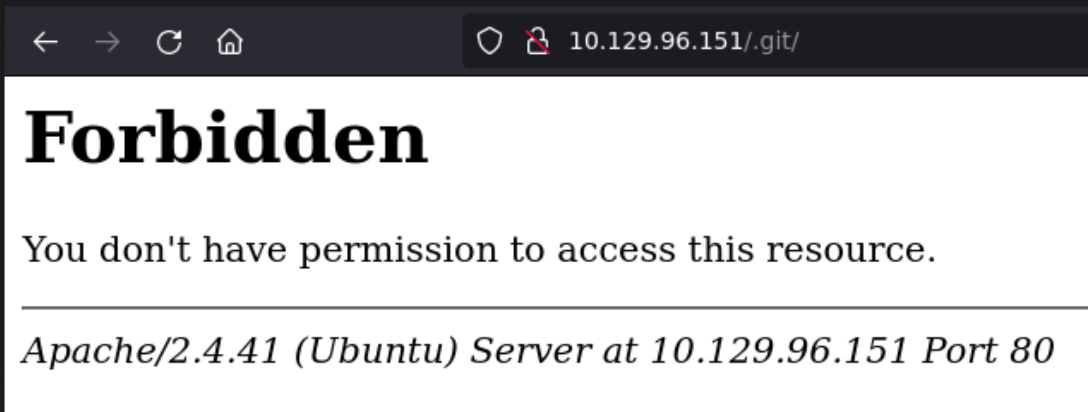 10.129.96.151/.git/
Forbidden
You don't have permission to access this resource.
Apache/2.4.41 (Ubuntu) Server at 10.129.96.151 Port 80